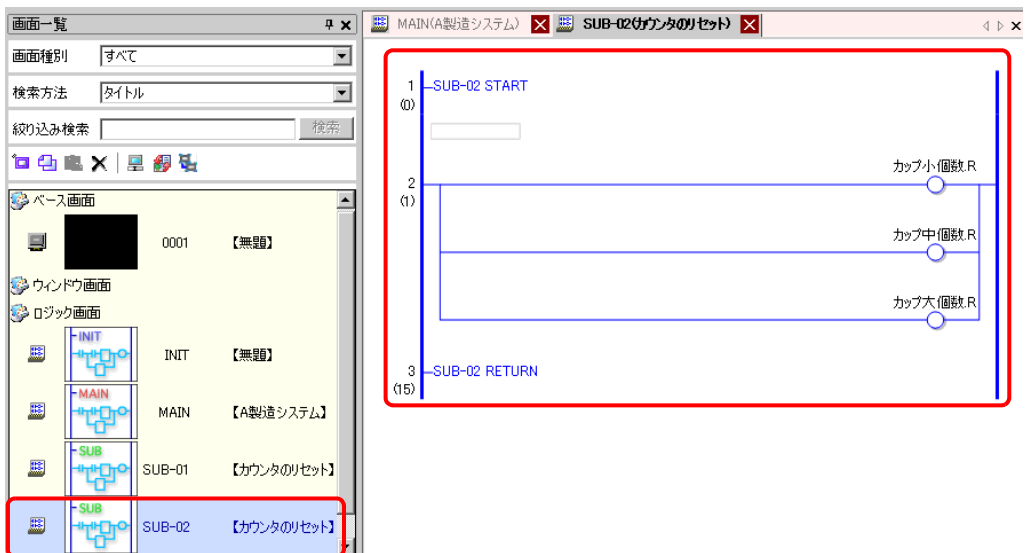 画面一覧
画面種別 すべて
検索方法 タイトル
絞り込み検索 検索
ベース画面
0001 【無題】
ウィンドウ画面
ロジック画面
INIT
INIT 【無題】
MAIN
MAIN 【A製造システム】
SUB
SUB-01 【カウンタのリセット】
SUB
SUB-02 【カウンタのリセット】
MAIN(A製造システム) SUB-02(カウンタのリセット)
1 SUB-02 START
(0)
カップ小個数.R
2
(1)
カップ中個数.R
カップ大個数.R
3 SUB-02 RETURN
(15)